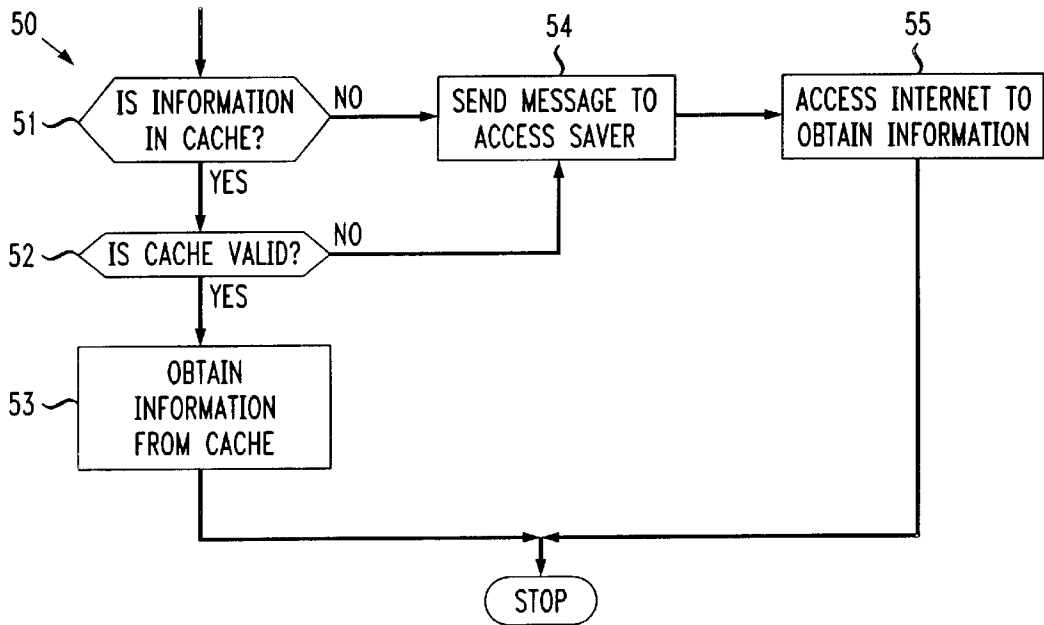 50
51
IS INFORMATION
IN CACHE?
NO
YES
54
SEND MESSAGE TO
ACCESS SAVER
55
ACCESS INTERNET TO
OBTAIN INFORMATION
52
IS CACHE VALID?
NO
YES
53
OBTAIN
INFORMATION
FROM CACHE
STOP